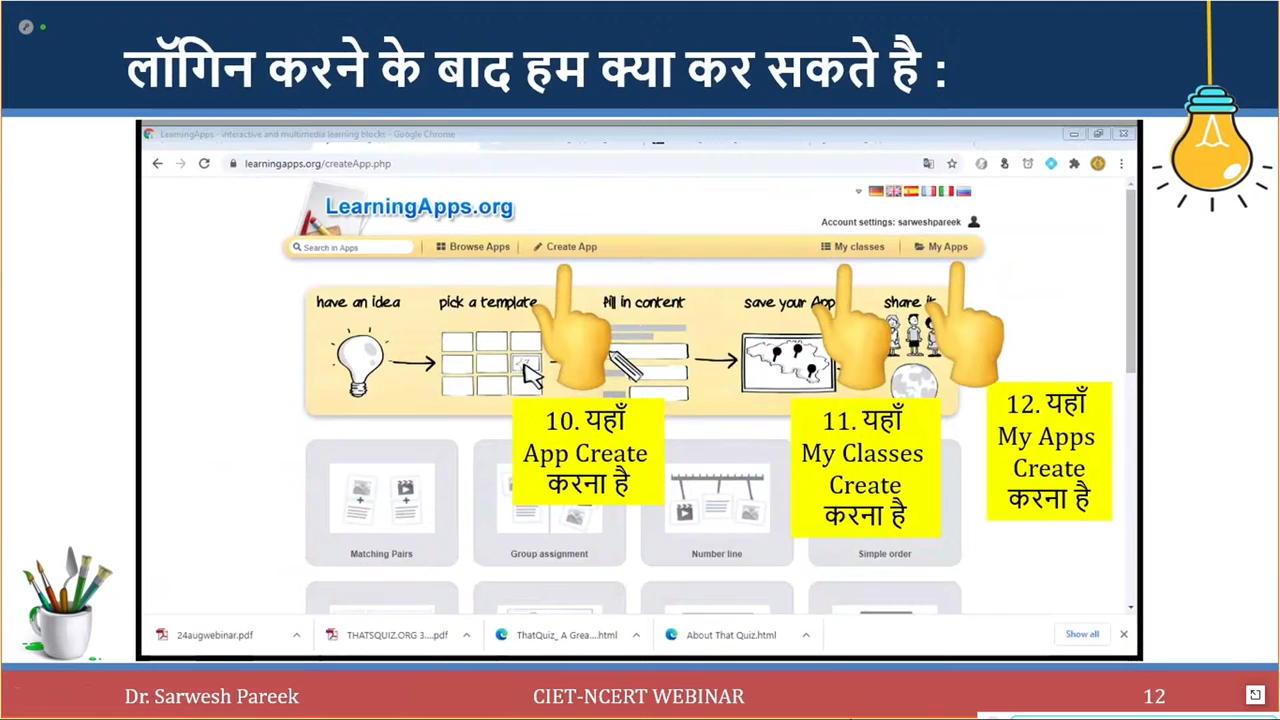 लॉगिन करने के बाद हम क्या कर सकते है :
LearningApps - interactive and multimedia learning blocks - Google Chrome
learningapps.org/createApp.php
LearningApps.org
Account settings: sarweshpareek
Search in Apps
Browse Apps
Create App
My classes
My Apps
have an idea
pick a template
fill in content
save your App
share it
10. यहाँ
App Create
करना है
11. यहाँ
My Classes
Create
करना है
12. यहाँ
My Apps
Create
करना है
Matching Pairs
Group assignment
Number line
Simple order
24augwebinar.pdf
THATSQUIZ.ORG 3....pdf
ThatQuiz_ A Grea....html
About That Quiz.html
Show all
Dr. Sarwesh Pareek
CIET-NCERT WEBINAR
12